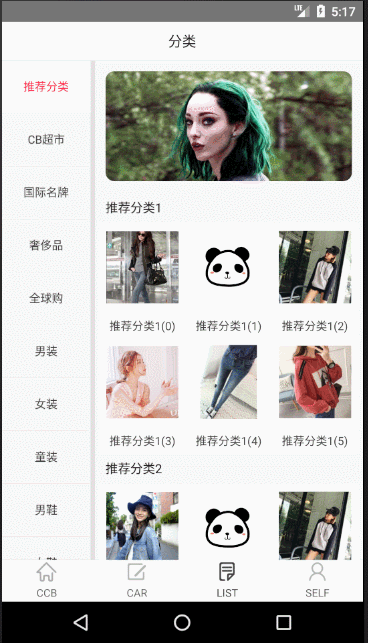 LTE 5:17
分类
推荐分类
CB超市
国际名牌
奢侈品
全球购
男装
女装
童装
男鞋
女鞋
推荐分类1
推荐分类1(0) 推荐分类1(1) 推荐分类1(2)
推荐分类1(3) 推荐分类1(4) 推荐分类1(5)
推荐分类2
CCB CAR LIST SELF